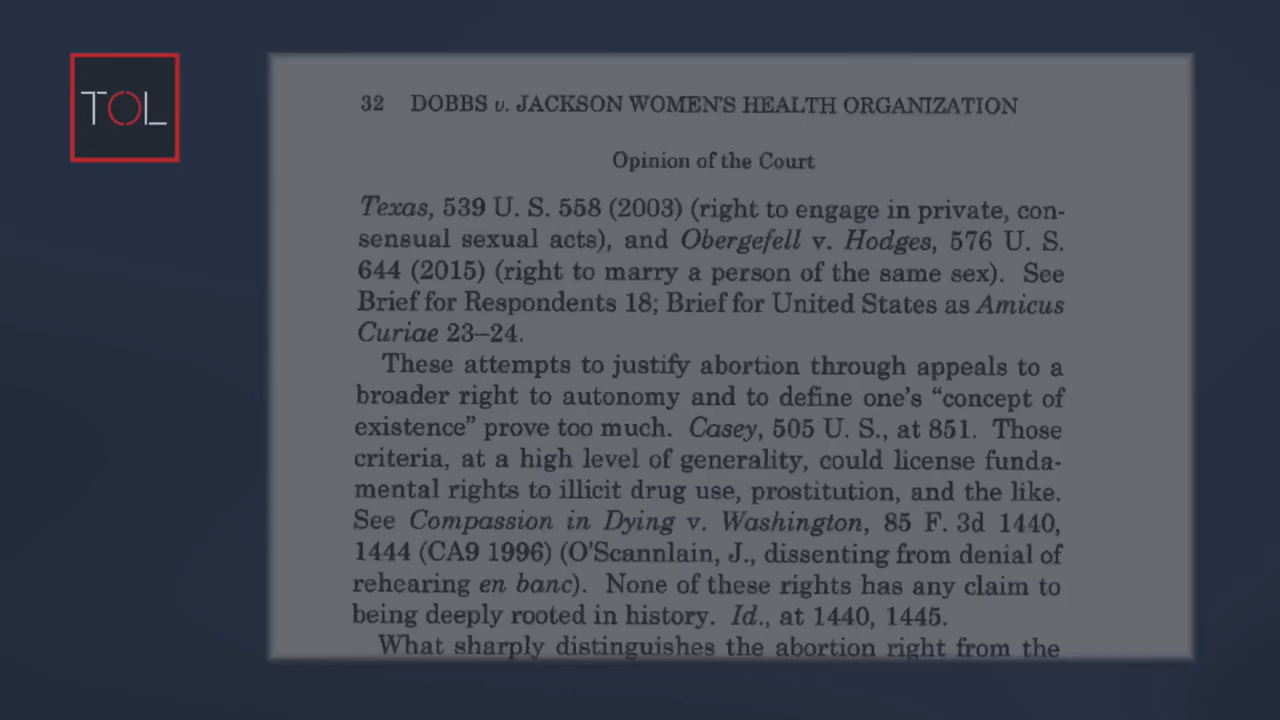 TOL
32 DOBBS v. JACKSON WOMEN'S HEALTH ORGANIZATION
Opinion of the Court
Texas, 539 U. S. 558 (2003) (right to engage in private, con-
sensual sexual acts), and Obergefell v. Hodges, 576 U. S.
644 (2015) (right to marry a person of the same sex). See
Brief for Respondents 18; Brief for United States as Amicus
Curiae 23–24.
These attempts to justify abortion through appeals to a
broader right to autonomy and to define one's “concept of
existence” prove too much. Casey, 505 U. S., at 851. Those
criteria, at a high level of generality, could license funda-
mental rights to illicit drug use, prostitution, and the like.
See Compassion in Dying v. Washington, 85 F. 3d 1440,
1444 (CA9 1996) (O'Scannlain, J., dissenting from denial of
rehearing en banc). None of these rights has any claim to
being deeply rooted in history. Id., at 1440, 1445.
What sharply distinguishes the abortion right from the